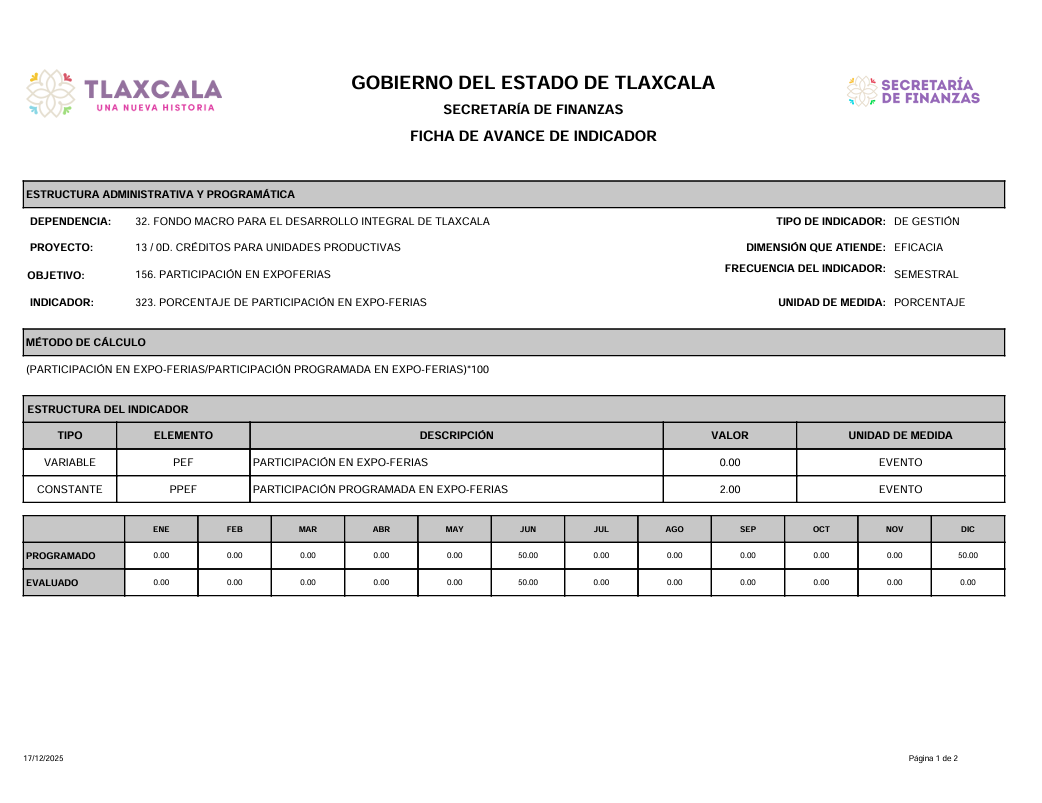 TLAXCALA
UNA NUEVA HISTORIA
GOBIERNO DEL ESTADO DE TLAXCALA
SECRETARÍA DE FINANZAS
FICHA DE AVANCE DE INDICADOR
SECRETARÍA
DE FINANZAS
ESTRUCTURA ADMINISTRATIVA Y PROGRAMÁTICA
DEPENDENCIA: 32. FONDO MACRO PARA EL DESARROLLO INTEGRAL DE TLAXCALA TIPO DE INDICADOR: DE GESTIÓN
PROYECTO: 13 / 0D. CRÉDITOS PARA UNIDADES PRODUCTIVAS DIMENSIÓN QUE ATIENDE: EFICACIA
OBJETIVO: 156. PARTICIPACIÓN EN EXPOFERIAS FRECUENCIA DEL INDICADOR: SEMESTRAL
INDICADOR: 323. PORCENTAJE DE PARTICIPACIÓN EN EXPO-FERIAS UNIDAD DE MEDIDA: PORCENTAJE
MÉTODO DE CÁLCULO
(PARTICIPACIÓN EN EXPO-FERIAS/PARTICIPACIÓN PROGRAMADA EN EXPO-FERIAS)*100
ESTRUCTURA DEL INDICADOR
TIPO ELEMENTO DESCRIPCIÓN VALOR UNIDAD DE MEDIDA
VARIABLE PEF PARTICIPACIÓN EN EXPO-FERIAS 0.00 EVENTO
CONSTANTE PPEF PARTICIPACIÓN PROGRAMADA EN EXPO-FERIAS 2.00 EVENTO
ENE FEB MAR ABR MAY JUN JUL AGO SEP OCT NOV DIC
PROGRAMADO 0.00 0.00 0.00 0.00 0.00 50.00 0.00 0.00 0.00 0.00 0.00 50.00
EVALUADO 0.00 0.00 0.00 0.00 0.00 50.00 0.00 0.00 0.00 0.00 0.00 0.00
17/12/2025 Página 1 de 2